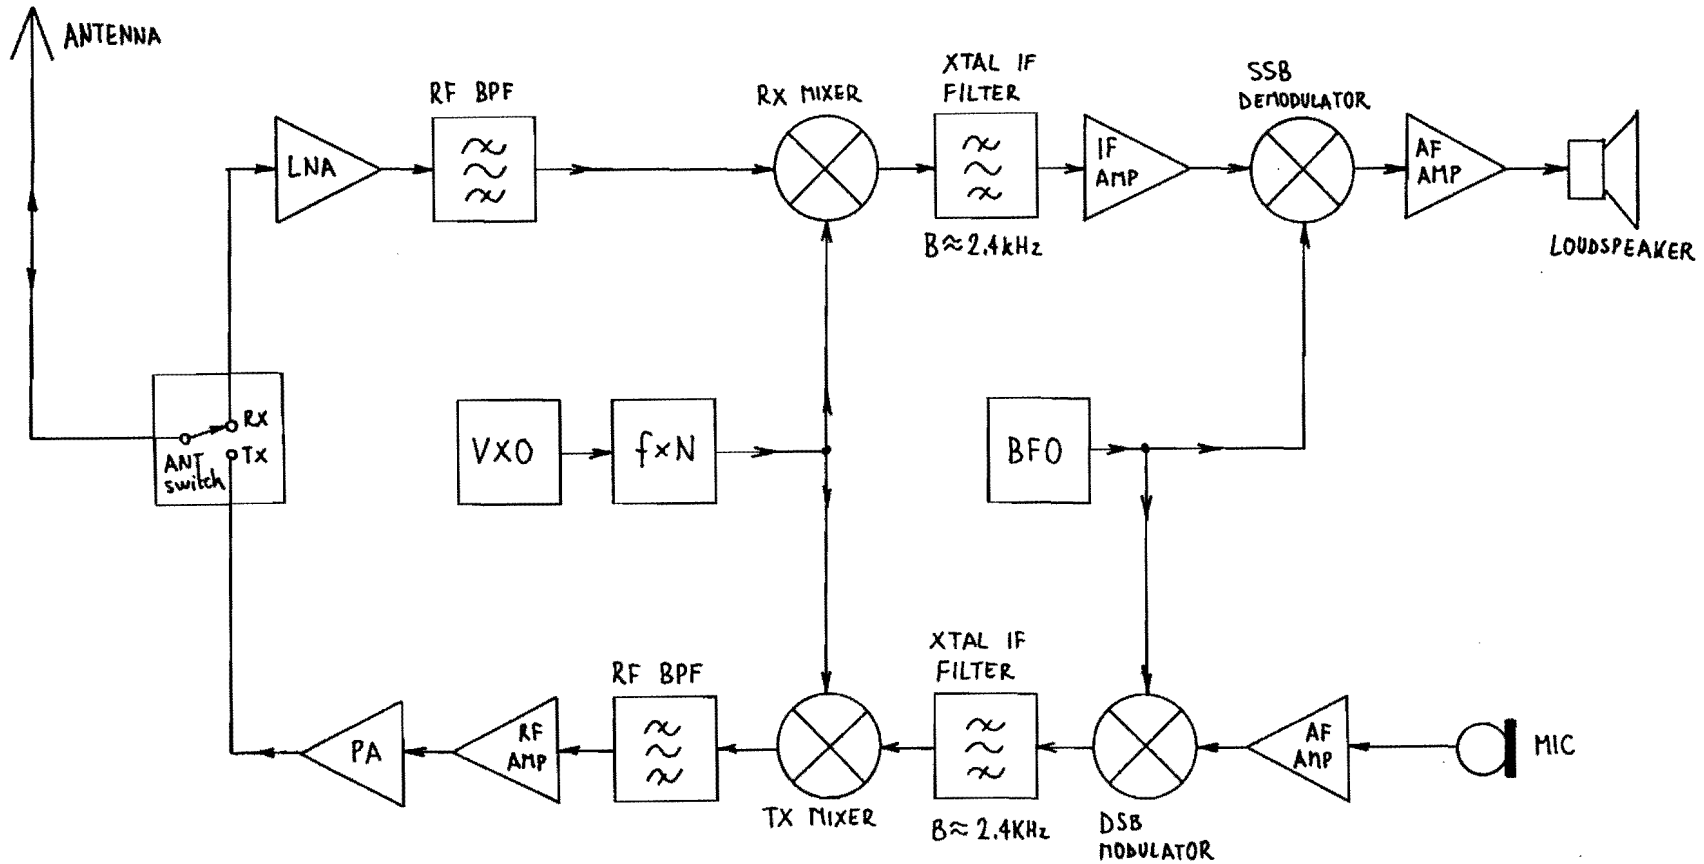 ANTENNA
RF BPF
RX MIXER
XTAL IF
FILTER
SSB
DEMODULATOR
LNA
IF
AMP
AF
AMP
B≈2.4kHz
LOUDSPEAKER
RX
TX
ANT
switch
VXO
f×N
BFO
RF BPF
XTAL IF
FILTER
PA
RF
AMP
AF
AMP
MIC
TX MIXER
B≈2.4KHz
DSB
MODULATOR